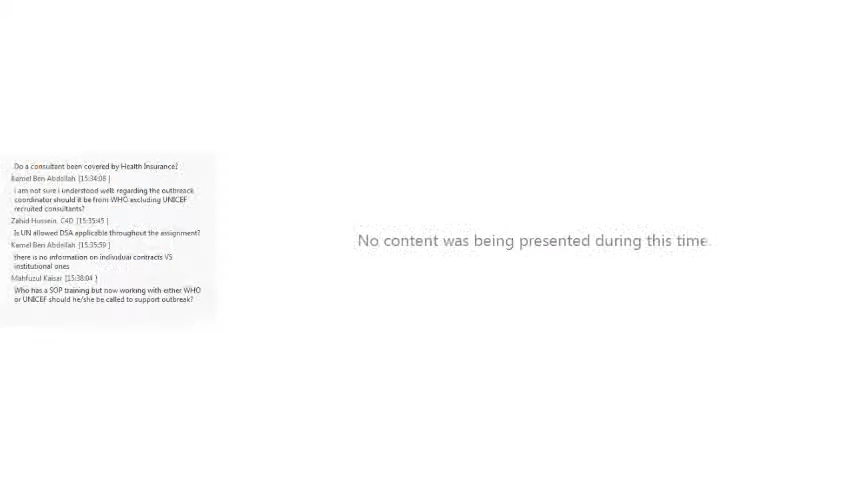 Do a consultant been covered by Health Insurance?
Kamel Ben Abdellah [15:34:08 ]
I am not sure i understood well: regarding the outbreack
coordinator should it be from WHO excluding UNICEF
recruited consultants?
Zahid Hussein, C4D [15:35:45 ]
Is UN allowed DSA applicable throughout the assignment?
Kamel Ben Abdellah [15:35:59 ]
there is no information on individual contracts VS
institutional ones
Mahfuzul Kaisar [15:38:04 ]
Who has a SOP training but now working with either WHO
or UNICEF should he/she be called to support outbreak?
No content was being presented during this time.